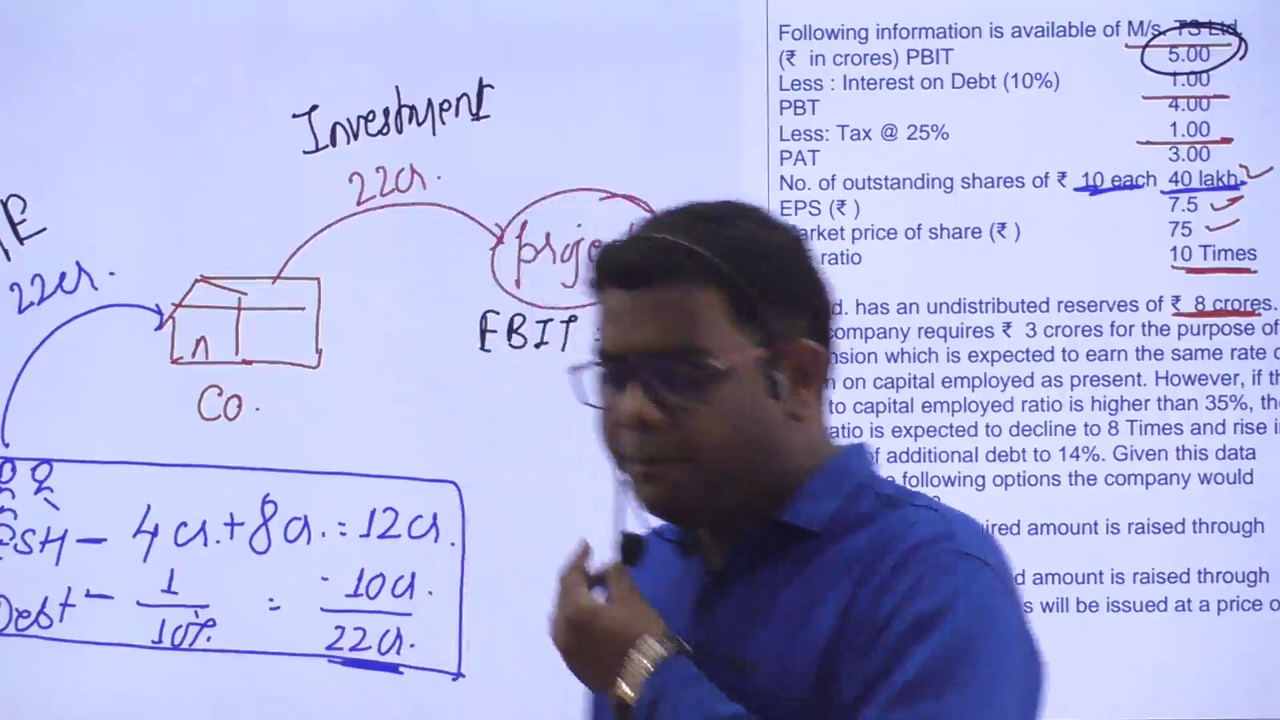 Investment
22cr.
22cr.
project
EBIT
Co.
ESH - 4cr. + 8cr. = 12cr.
Debt - 1/10% = 10cr.
22cr.
Following information is available of M/s. TS Ltd.
(₹ in crores) PBIT 5.00
Less : Interest on Debt (10%) 1.00
PBT 4.00
Less: Tax @ 25% 1.00
PAT 3.00
No. of outstanding shares of ₹ 10 each 40 lakh
EPS (₹ ) 7.5
arket price of share (₹ ) 75
ratio 10 Times
d. has an undistributed reserves of ₹ 8 crores.
company requires ₹ 3 crores for the purpose of
nsion which is expected to earn the same rate o
n on capital employed as present. However, if th
to capital employed ratio is higher than 35%, the
atio is expected to decline to 8 Times and rise in
f additional debt to 14%. Given this data
following options the company would
ired amount is raised through
d amount is raised through
s will be issued at a price o